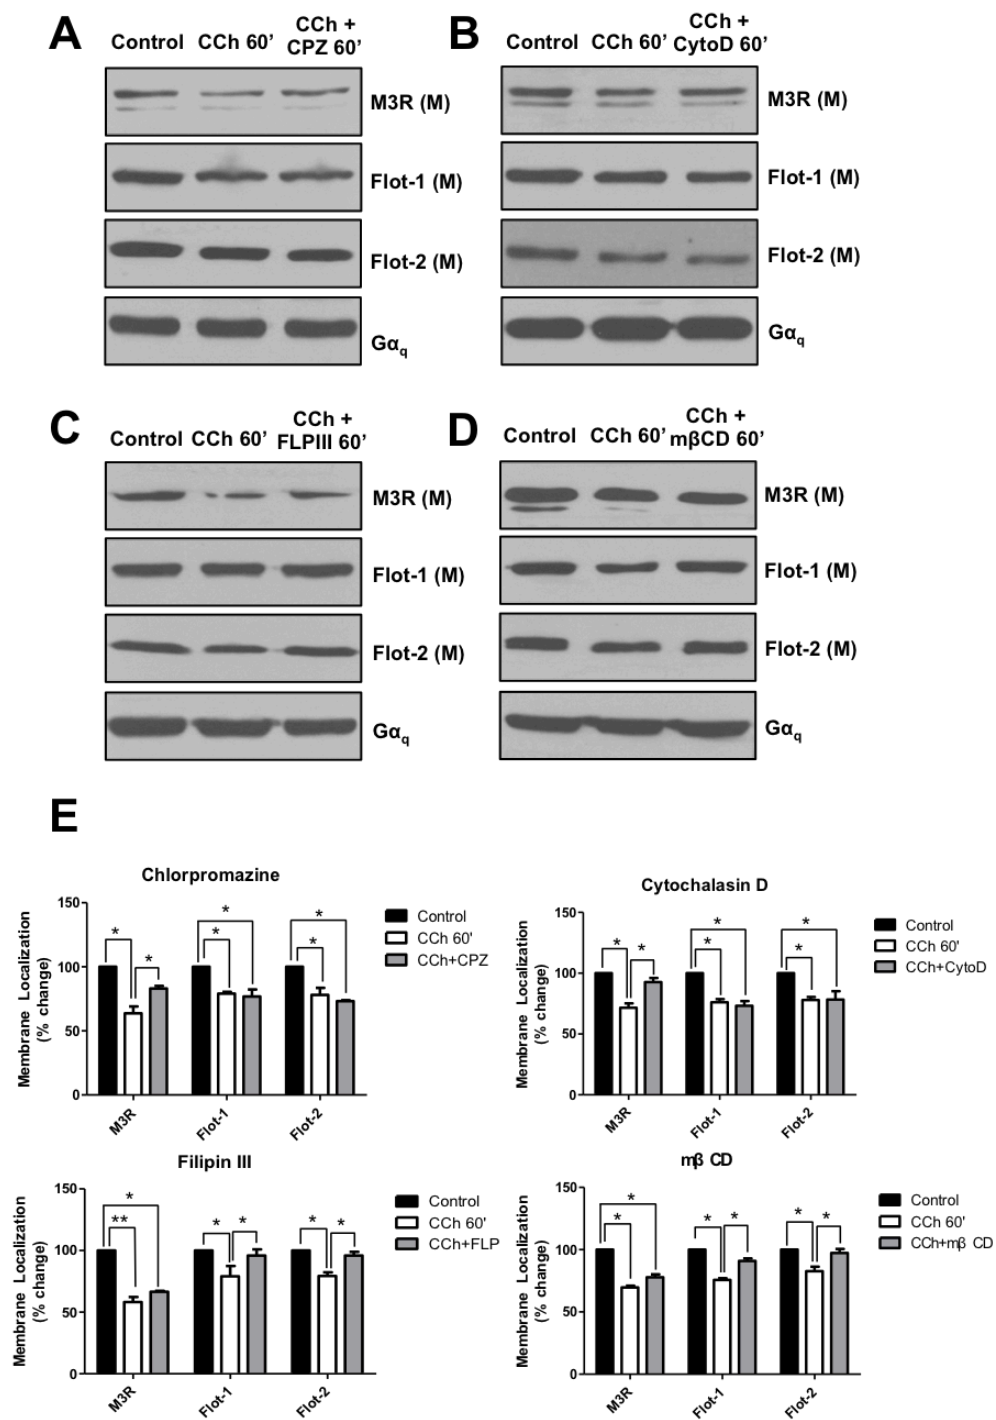 A
Control CCh 60’ CCh + CPZ 60’
M3R (M)
Flot-1 (M)
Flot-2 (M)
Gαq
B
Control CCh 60’ CCh + CytoD 60’
M3R (M)
Flot-1 (M)
Flot-2 (M)
Gαq
C
Control CCh 60’ CCh + FLPIII 60’
M3R (M)
Flot-1 (M)
Flot-2 (M)
Gαq
D
Control CCh 60’ CCh + mβCD 60’
M3R (M)
Flot-1 (M)
Flot-2 (M)
Gαq
E
Chlorpromazine
Membrane Localization
(% change)
150
100
50
0
* * * * * *
M3R Flot-1 Flot-2
Control
CCh 60'
CCh+CPZ
Cytochalasin D
Membrane Localization
(% change)
150
100
50
0
* * * * * *
M3R Flot-1 Flot-2
Control
CCh 60'
CCh+CytoD
Filipin III
Membrane Localization
(% change)
150
100
50
0
** * * * * *
M3R Flot-1 Flot-2
Control
CCh 60'
CCh+FLP
mβ CD
Membrane Localization
(% change)
150
100
50
0
* * * * * *
M3R Flot-1 Flot-2
Control
CCh 60'
CCh+mβ CD